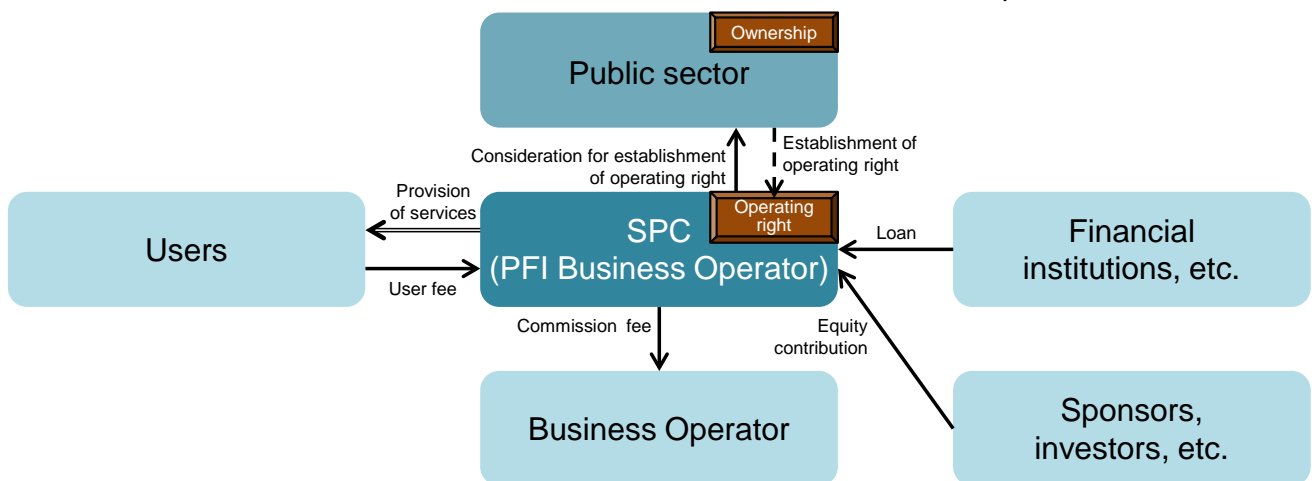 Ownership
Public sector
Consideration for establishment
of operating right
Establishment of
operating right
Provision
of services
Users
User fee
Operating
right
SPC
(PFI Business Operator)
Loan
Financial
institutions, etc.
Commission fee
Equity
contribution
Business Operator
Sponsors,
investors, etc.